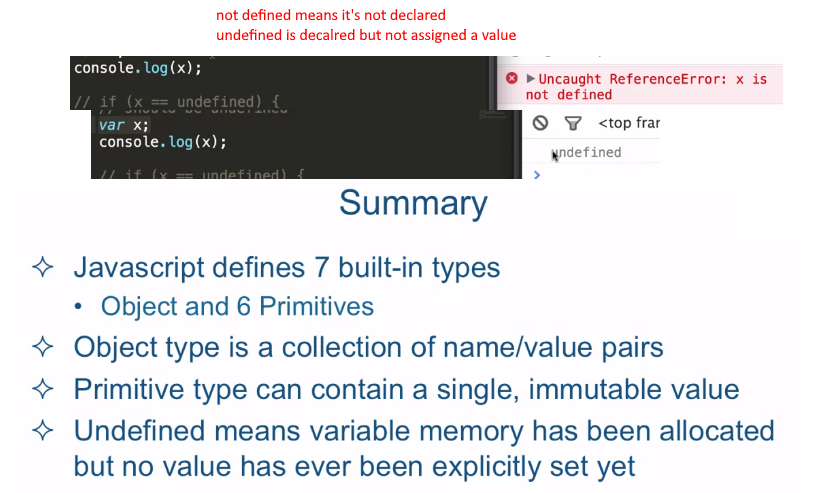 not defined means it's not declared
undefined is decalred but not assigned a value
console.log(x);
Uncaught ReferenceError: x is
not defined
// if (x == undefined) {
// should be undefined
var x;
<top frar
console.log(x);
undefined
// if (x == undefined) {
Summary
Javascript defines 7 built-in types
• Object and 6 Primitives
Object type is a collection of name/value pairs
Primitive type can contain a single, immutable value
Undefined means variable memory has been allocated
but no value has ever been explicitly set yet